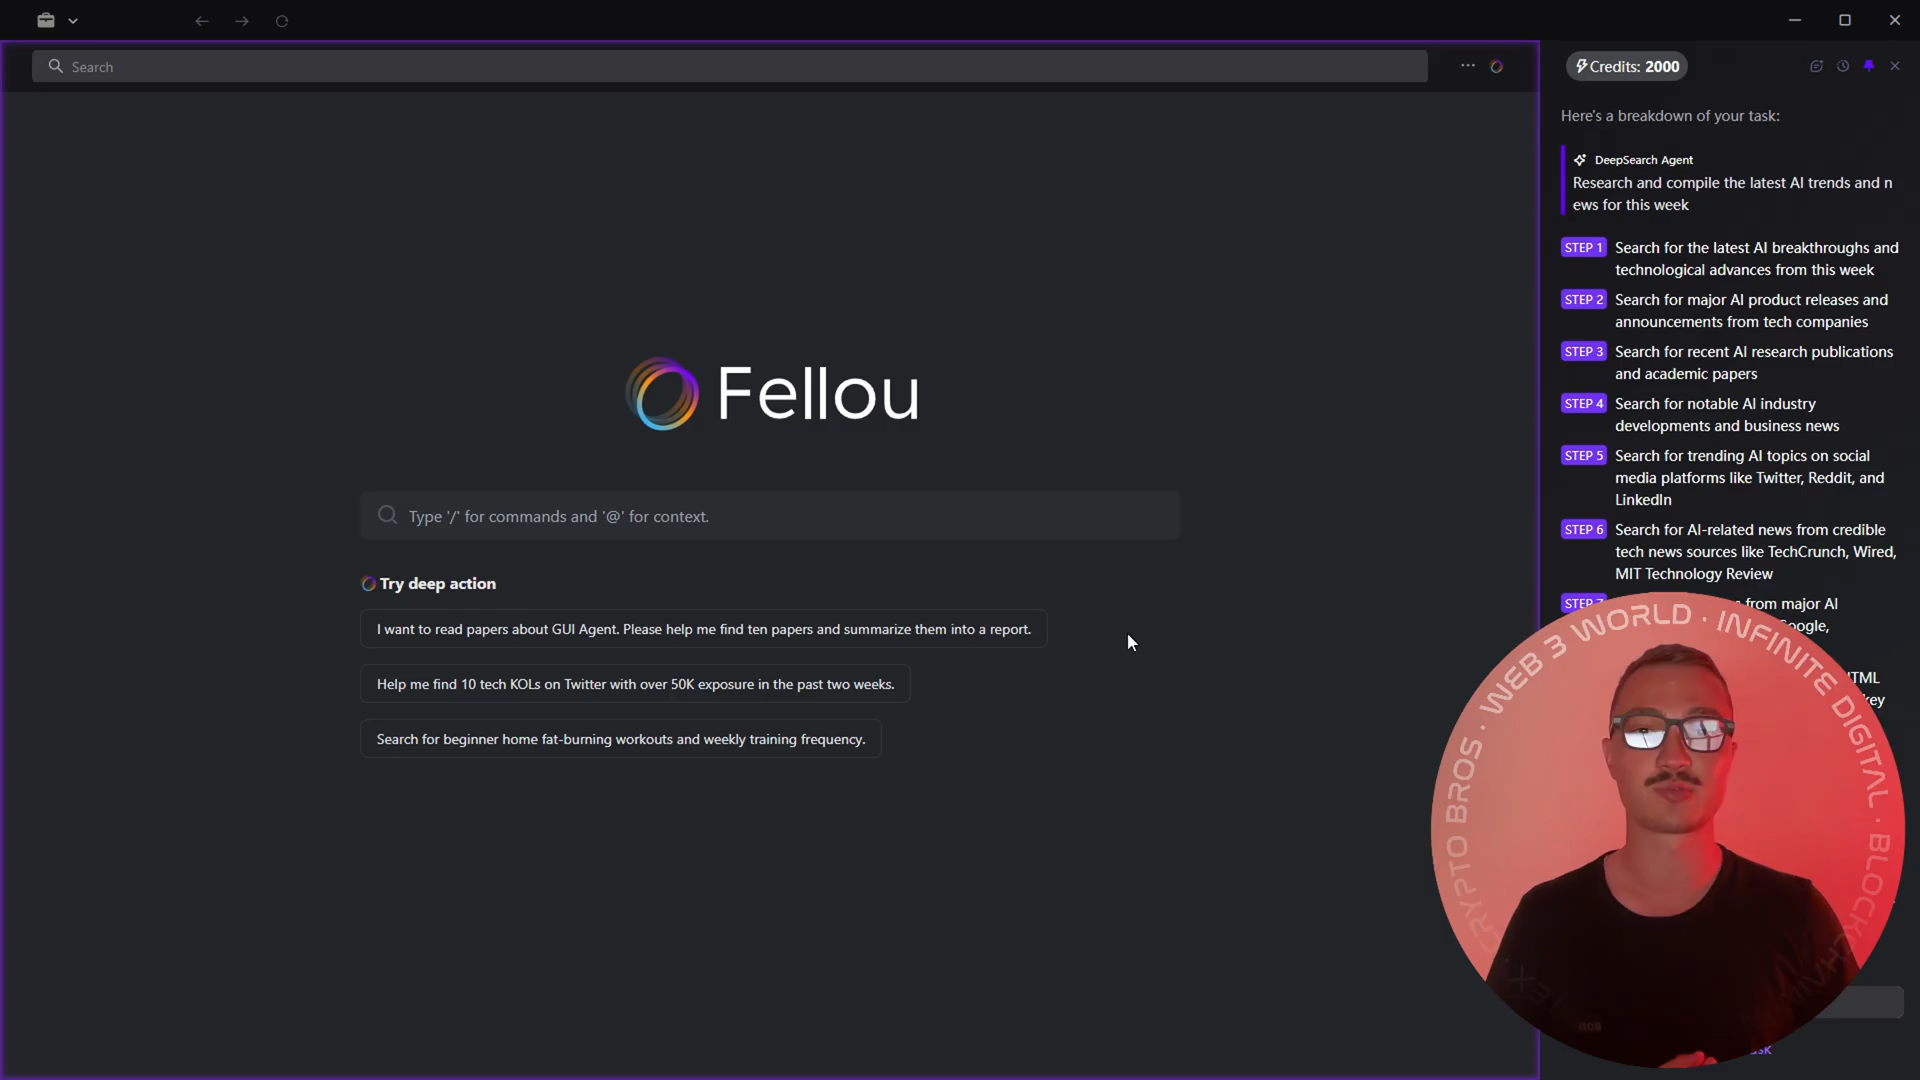 Search
Fellou
Type '/' for commands and '@' for context.
Try deep action
I want to read papers about GUI Agent. Please help me find ten papers and summarize them into a report.
Help me find 10 tech KOLs on Twitter with over 50K exposure in the past two weeks.
Search for beginner home fat-burning workouts and weekly training frequency.
Credits: 2000
Here's a breakdown of your task:
DeepSearch Agent
Research and compile the latest AI trends and n
ews for this week
STEP 1 Search for the latest AI breakthroughs and
technological advances from this week
STEP 2 Search for major AI product releases and
announcements from tech companies
STEP 3 Search for recent AI research publications
and academic papers
STEP 4 Search for notable AI industry
developments and business news
STEP 5 Search for trending AI topics on social
media platforms like Twitter, Reddit, and
LinkedIn
STEP 6 Search for AI-related news from credible
tech news sources like TechCrunch, Wired,
MIT Technology Review
STEP 7 from major AI
CRYPTO BROS · WEB 3 WORLD · INFINITE DIGITAL ·